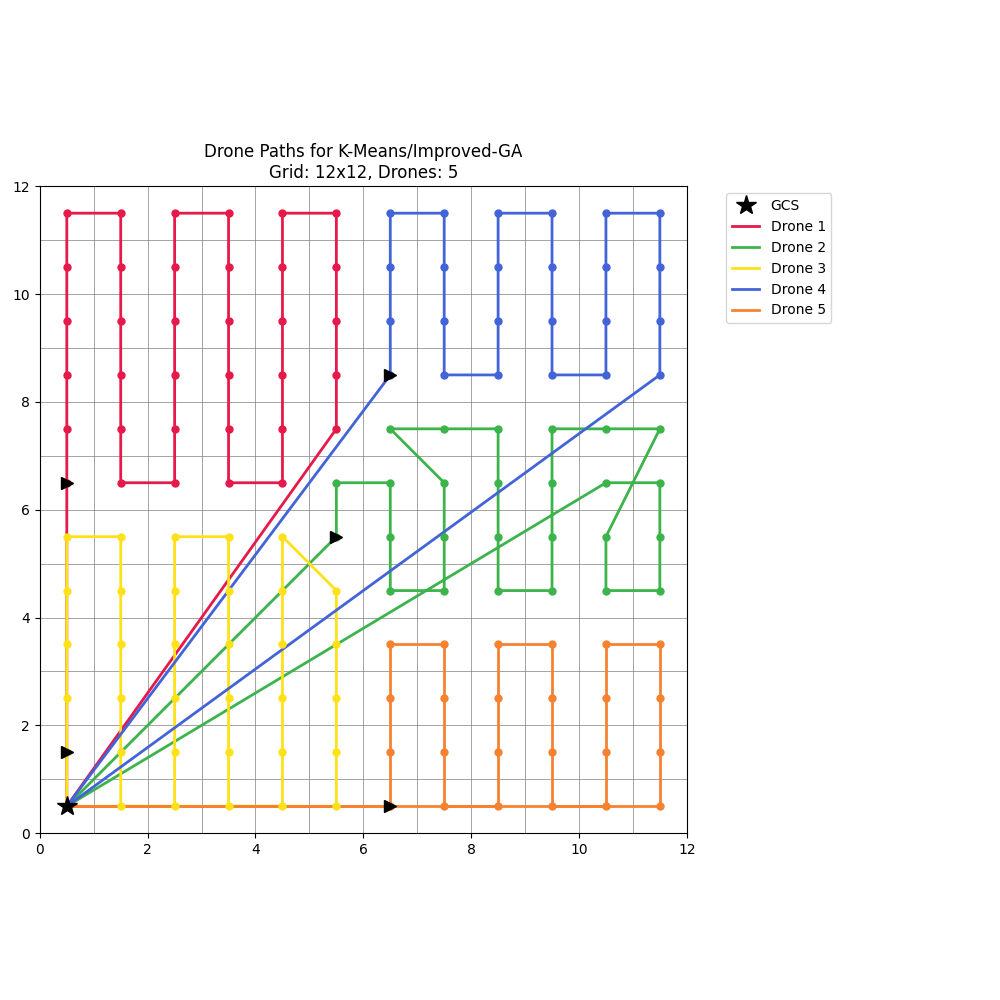 Drone Paths for K-Means/Improved-GA
Grid: 12x12, Drones: 5
12
10
8
6
4
2
0
0 2 4 6 8 10 12
GCS
Drone 1
Drone 2
Drone 3
Drone 4
Drone 5